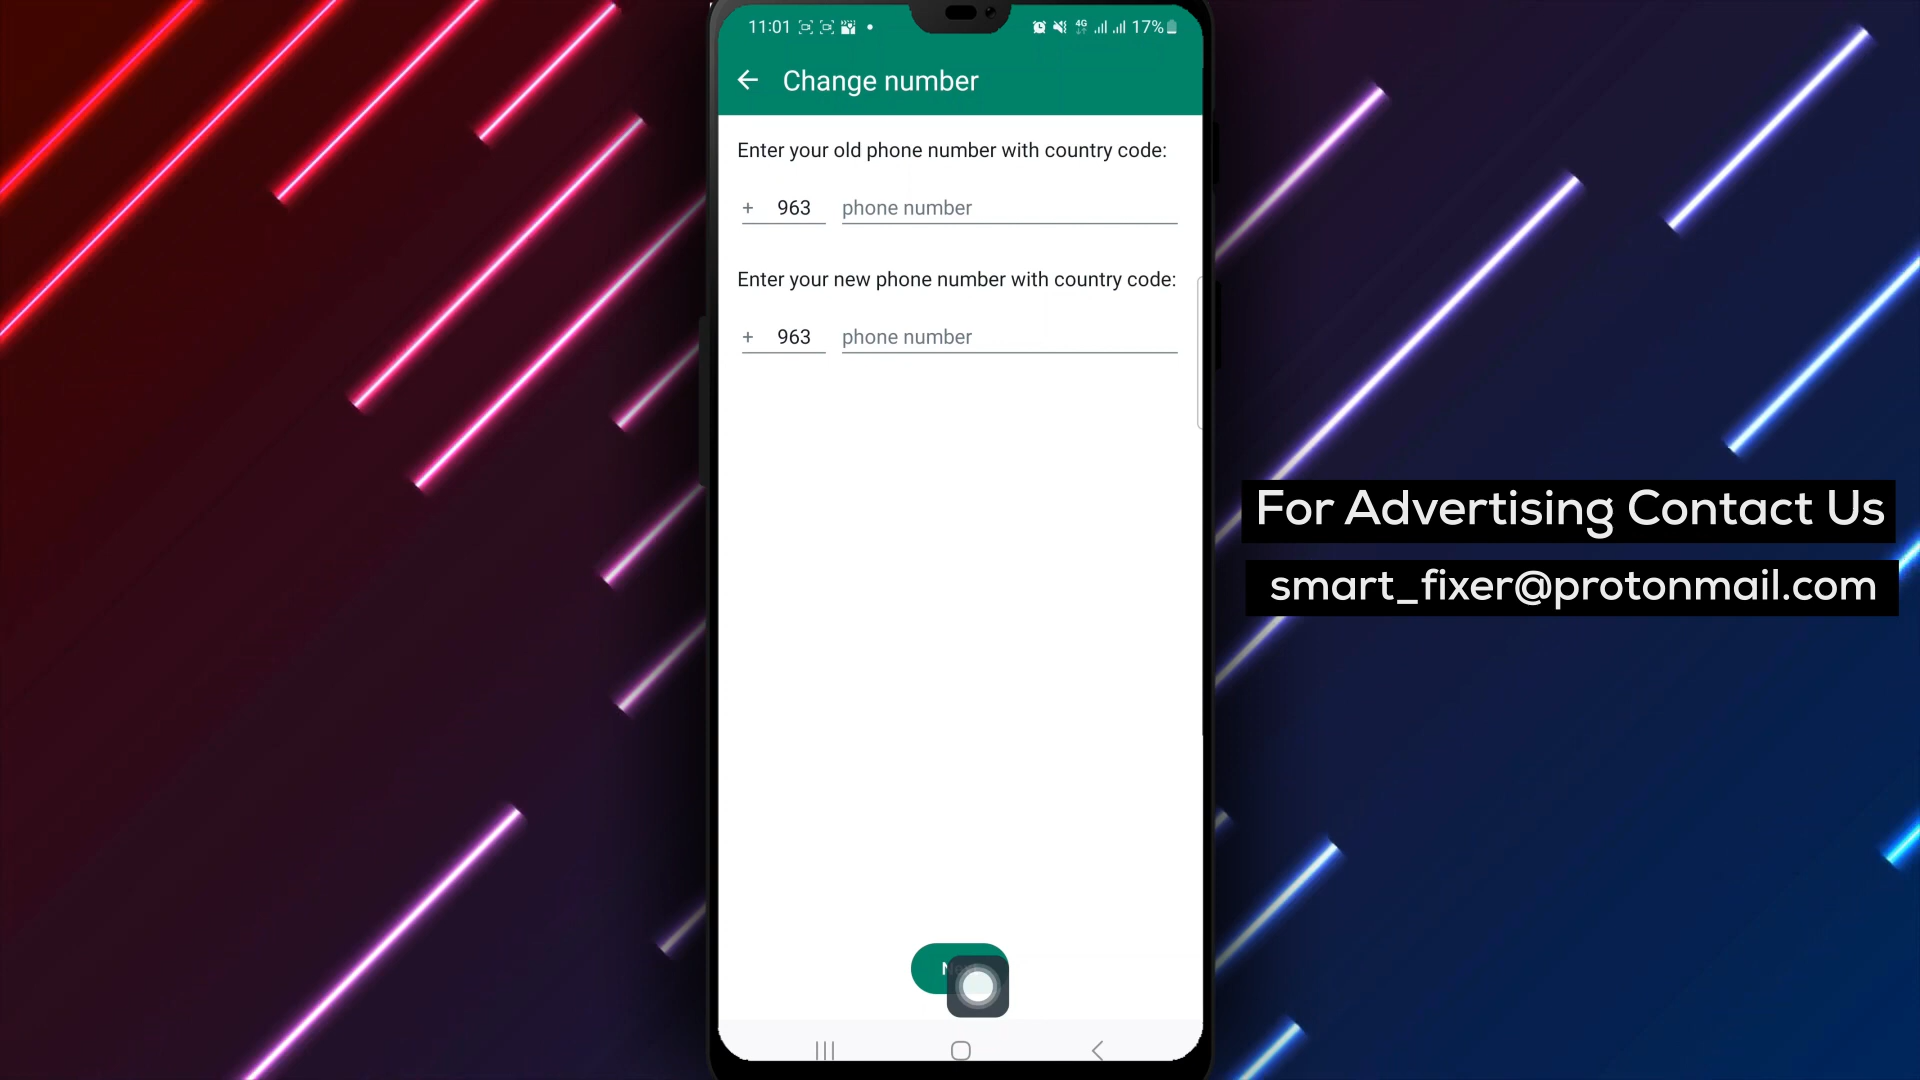 11:01
4G
17%
Change number
Enter your old phone number with country code:
+ 963 phone number
Enter your new phone number with country code:
+ 963 phone number
For Advertising Contact Us
smart_fixer@protonmail.com